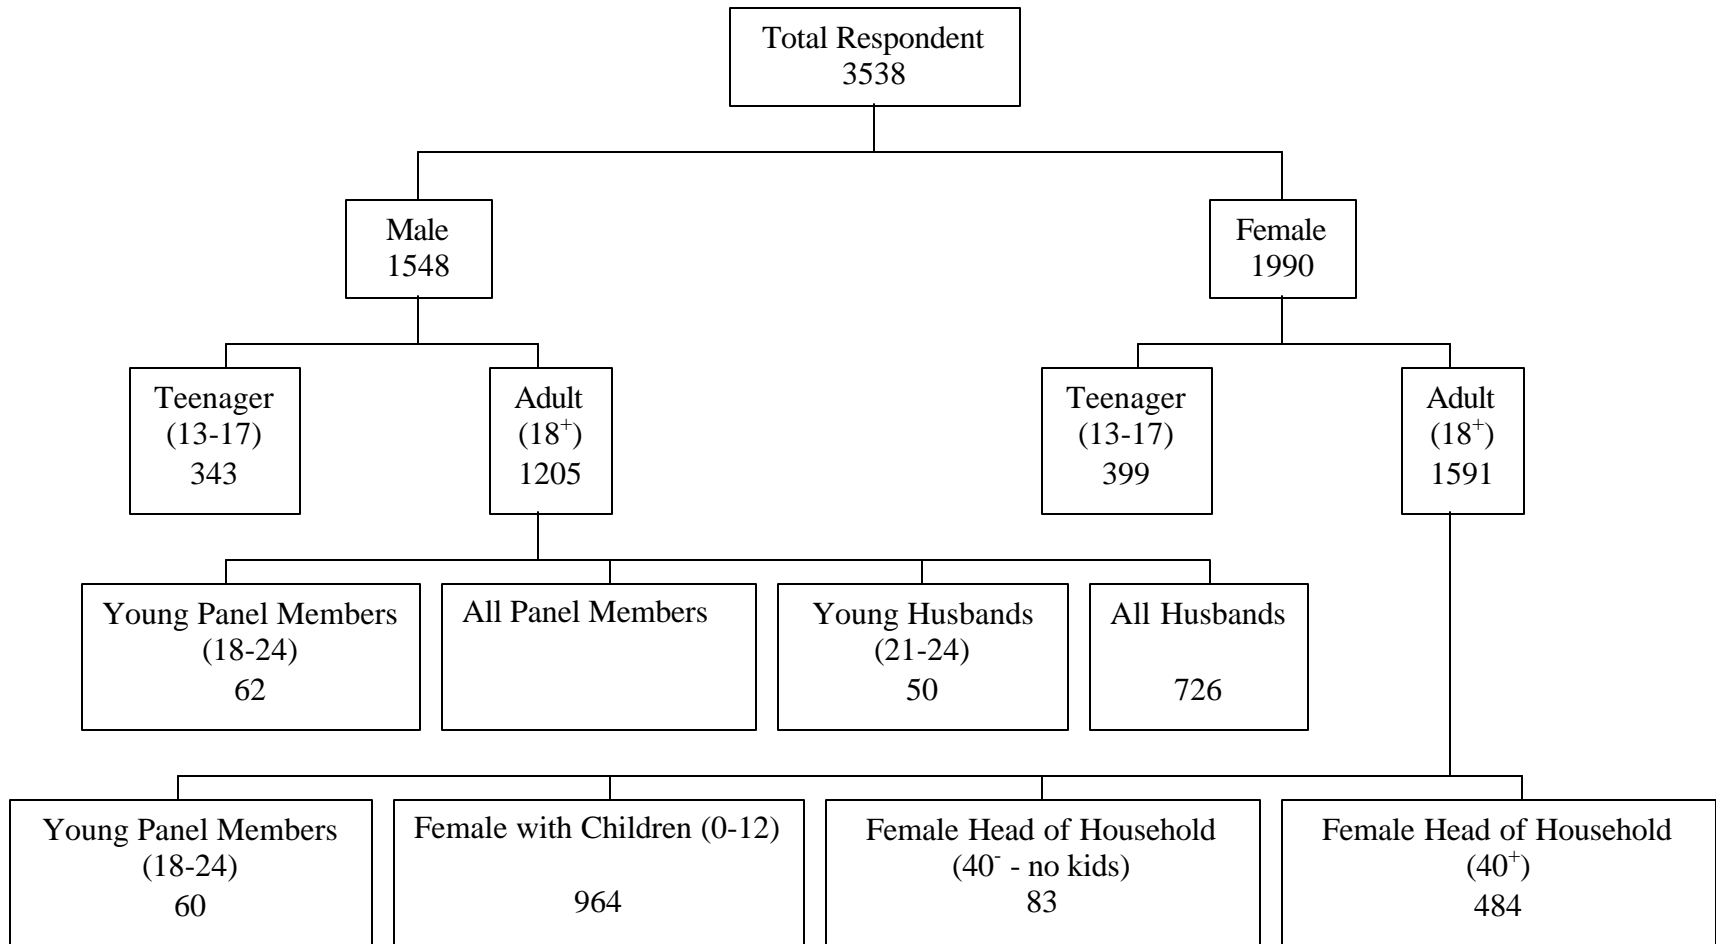 Total Respondent
3538
Male
1548
Female
1990
Teenager
(13-17)
343
Adult
(18⁺)
1205
Teenager
(13-17)
399
Adult
(18⁺)
1591
Young Panel Members
(18-24)
62
All Panel Members
Young Husbands
(21-24)
50
All Husbands
726
Young Panel Members
(18-24)
60
Female with Children (0-12)
964
Female Head of Household
(40⁻ - no kids)
83
Female Head of Household
(40⁺)
484